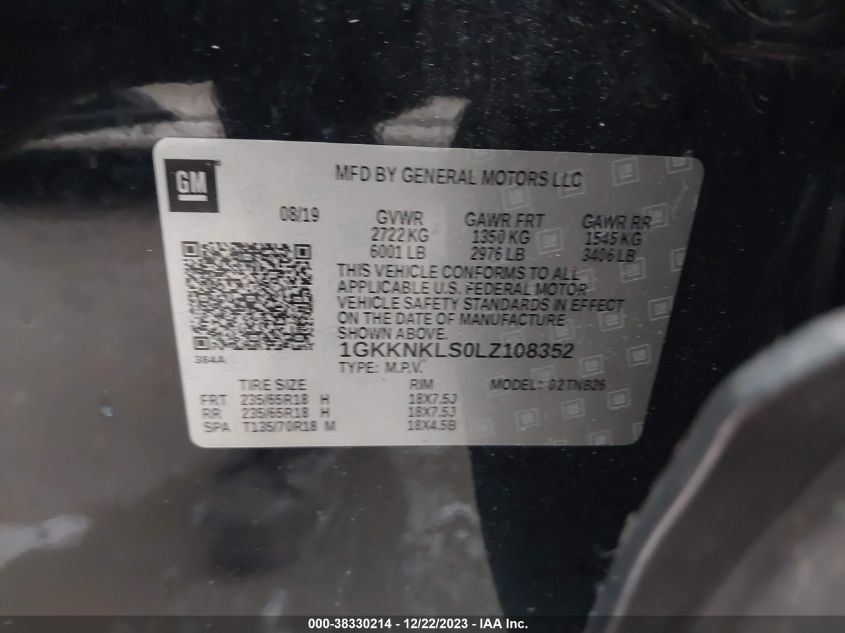 GM
MFD BY GENERAL MOTORS LLC
08/19 GVWR GAWR FRT GAWR RR
2722 KG 1350 KG 1545 KG
6001 LB 2976 LB 3406 LB
THIS VEHICLE CONFORMS TO ALL
APPLICABLE U.S. FEDERAL MOTOR
VEHICLE SAFETY STANDARDS IN EFFECT
ON THE DATE OF MANUFACTURE
SHOWN ABOVE.
384A
1GKKNKLS0LZ108352
TYPE: M.P.V.
TIRE SIZE RIM MODEL: 02TNB26
FRT 235/65R18 H 18X7.5J
RR 235/65R18 H 18X7.5J
SPA T135/70R18 M 18X4.5B
000-38330214 - 12/22/2023 - IAA Inc.